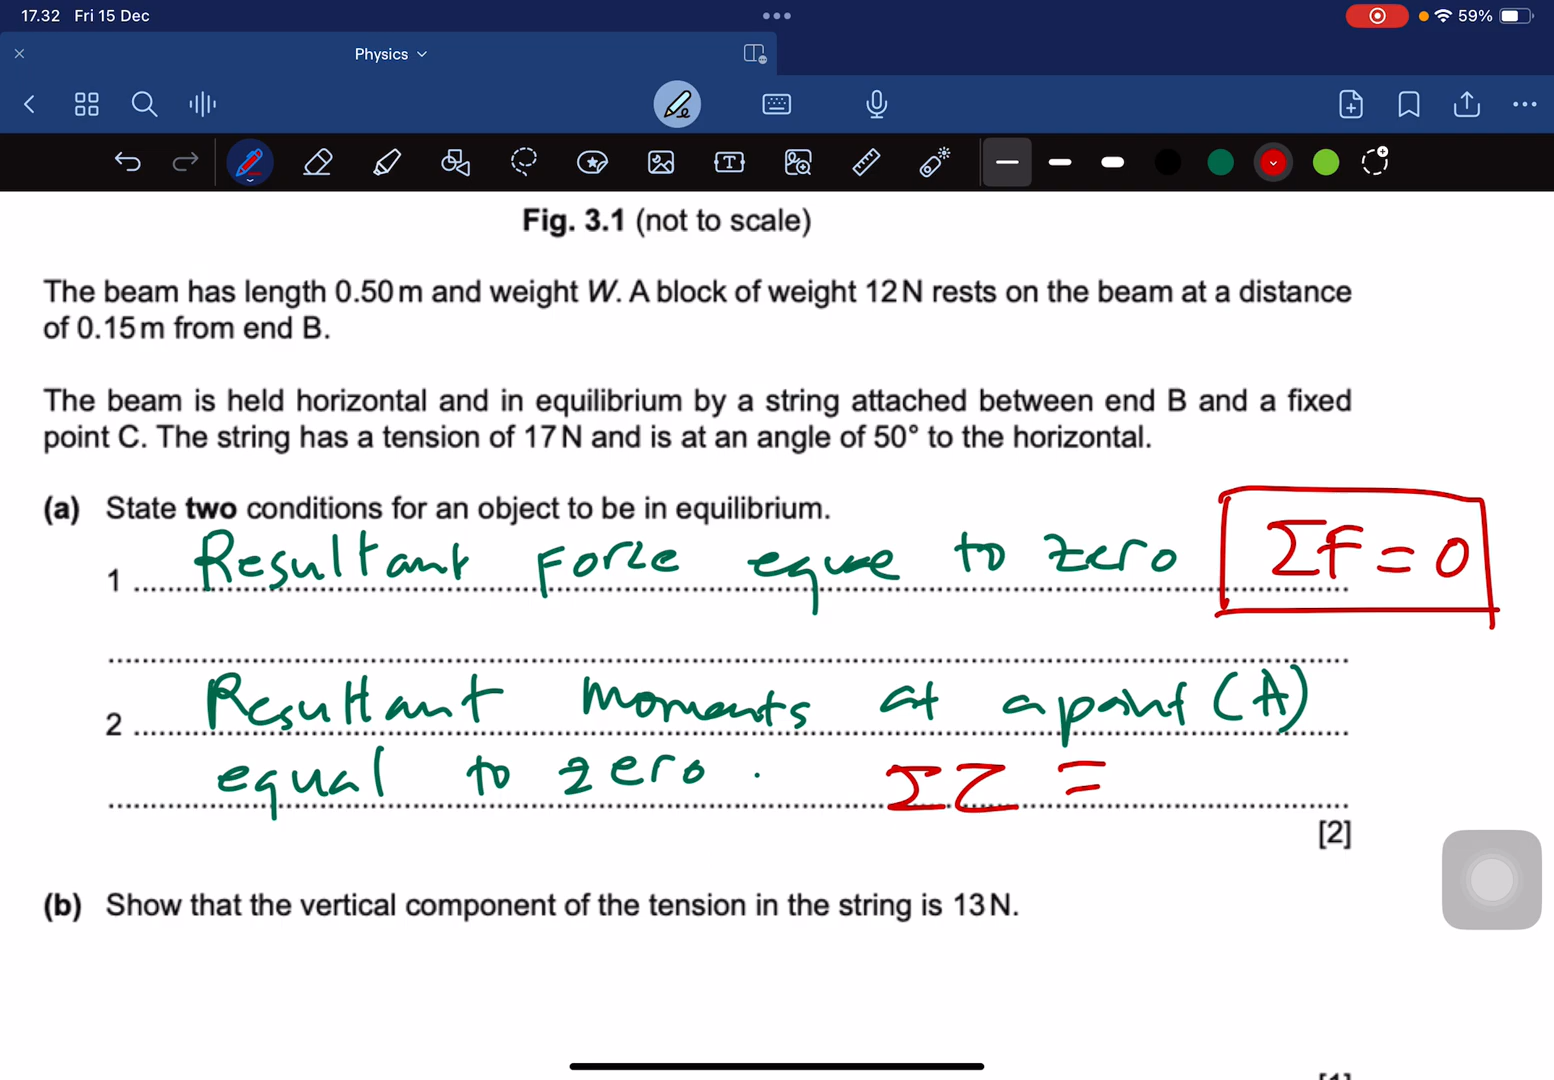 17.32 Fri 15 Dec
59%
Physics
Fig. 3.1 (not to scale)
The beam has length 0.50 m and weight W. A block of weight 12 N rests on the beam at a distance
of 0.15 m from end B.
The beam is held horizontal and in equilibrium by a string attached between end B and a fixed
point C. The string has a tension of 17 N and is at an angle of 50° to the horizontal.
(a) State two conditions for an object to be in equilibrium.
1 Resultant Force to zero ΣF = 0
2 Resultant moments at a point (A)
equal to zero. Στ =
[2]
(b) Show that the vertical component of the tension in the string is 13 N.